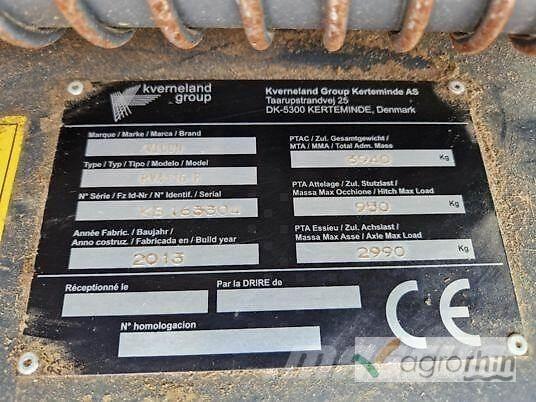 kverneland
group
Kverneland Group Kerteminde AS
Taarupstrandvej 25
DK-5300 KERTEMINDE, Denmark
Marque / Marke / Marca / Brand
VICON
Type / Typ / Tipo / Modelo / Model
N° Série / Fz Id-Nr / N° Identif. / Serial
KE163304
Année Fabric. / Baujahr /
Anno costruz. / Fabricada en / Build year
2013
PTAC / Zul. Gesamtgewicht /
MTA / MMA / Total Adm. Mass
3940 Kg
PTA Attelage / Zul. Stutzlast /
Massa Max Occhione / Hitch Max Load
950 Kg
PTA Essieu / Zul. Achslast /
Massa Max Asse / Axle Max Load
2990 Kg
Réceptionné le
Par la DRIRE de
N° homologacion
CE
agrorhin